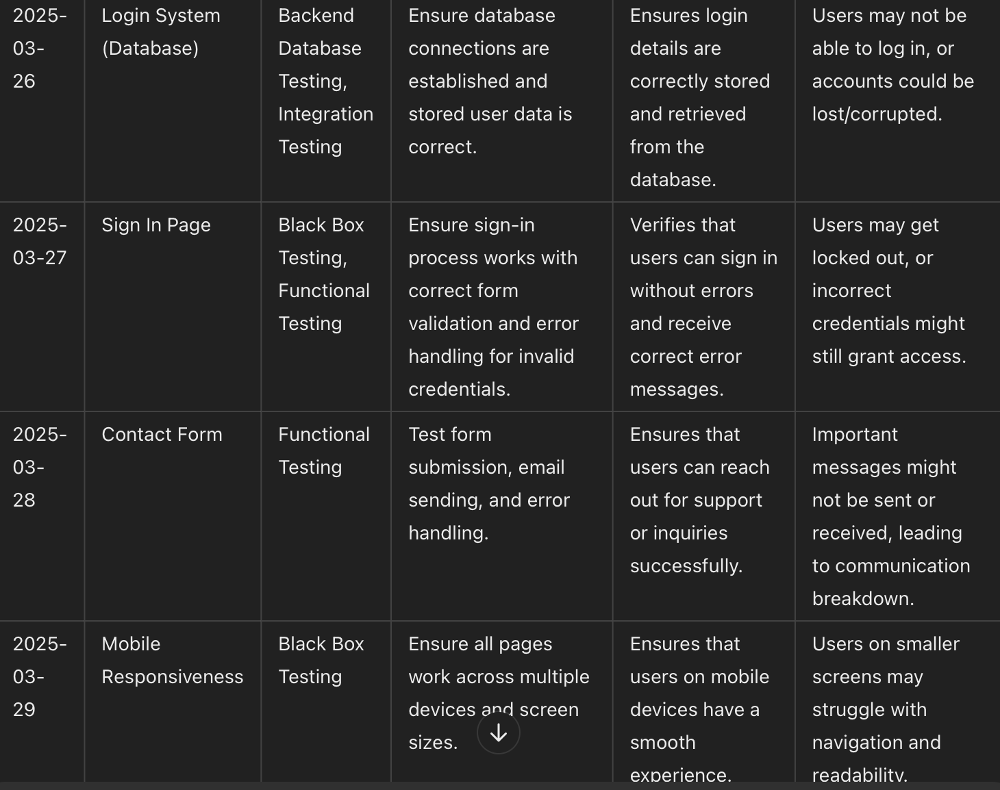 2025-
03-
26
Login System
(Database)
Backend
Database
Testing,
Integration
Testing
Ensure database
connections are
established and
stored user data is
correct.
Ensures login
details are
correctly stored
and retrieved
from the
database.
Users may not be
able to log in, or
accounts could be
lost/corrupted.
2025-
03-27
Sign In Page
Black Box
Testing,
Functional
Testing
Ensure sign-in
process works with
correct form
validation and error
handling for invalid
credentials.
Verifies that
users can sign in
without errors
and receive
correct error
messages.
Users may get
locked out, or
incorrect
credentials might
still grant access.
2025-
03-
28
Contact Form
Functional
Testing
Test form
submission, email
sending, and error
handling.
Ensures that
users can reach
out for support
or inquiries
successfully.
Important
messages might
not be sent or
received, leading
to communication
breakdown.
2025-
03-
29
Mobile
Responsiveness
Black Box
Testing
Ensure all pages
work across multiple
devices and screen
sizes.
Ensures that
users on mobile
devices have a
smooth
experience.
Users on smaller
screens may
struggle with
navigation and
readability.